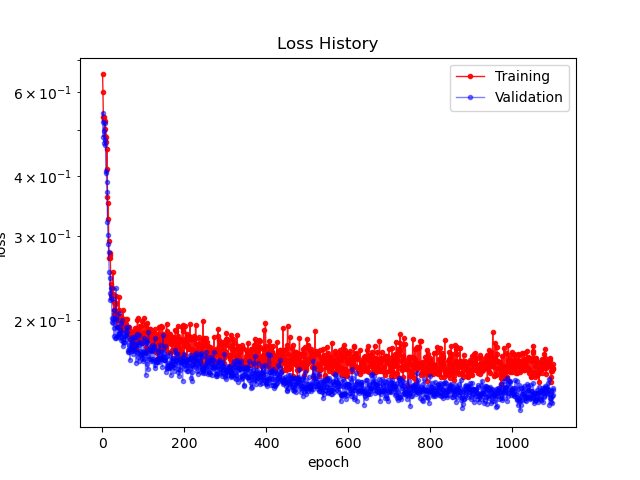 Loss History
Training
Validation
6 × 10⁻¹
4 × 10⁻¹
3 × 10⁻¹
2 × 10⁻¹
loss
0 200 400 600 800 1000
epoch